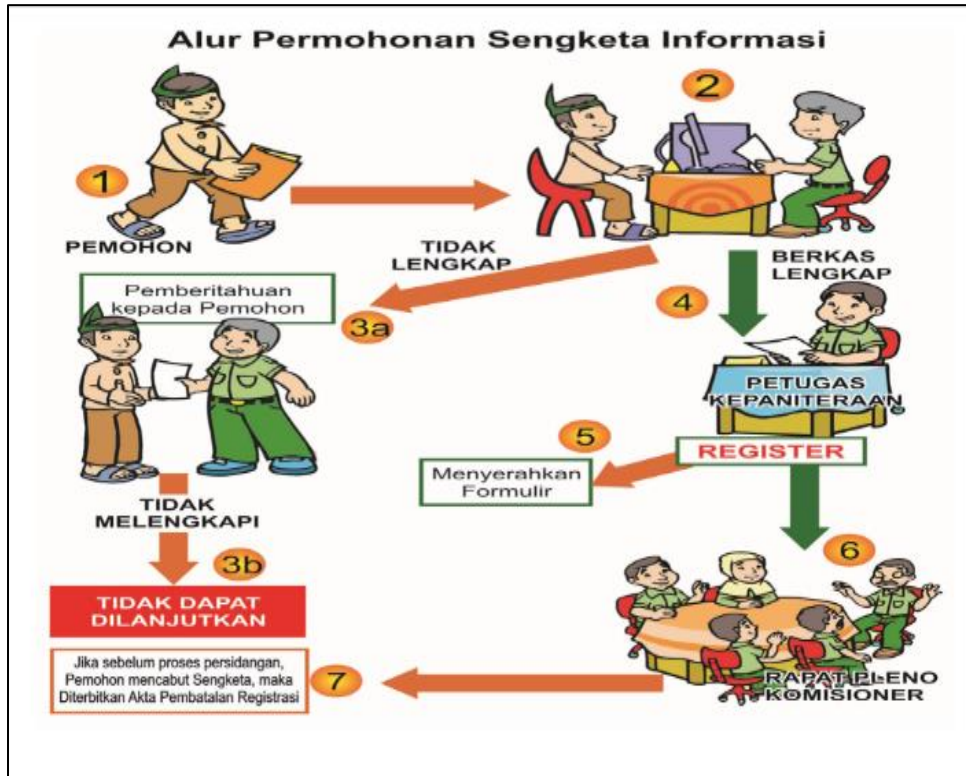 Alur Permohonan Sengketa Informasi
1
PEMOHON
2
TIDAK
LENGKAP
BERKAS
LENGKAP
Pemberitahuan
kepada Pemohon
3a
4
PETUGAS
KEPANITERAAN
REGISTER
5
Menyerahkan
Formulir
TIDAK
MELENGKAPI
3b
6
TIDAK DAPAT
DILANJUTKAN
Jika sebelum proses persidangan,
Pemohon mencabut Sengketa, maka
Diterbitkan Akta Pembatalan Registrasi
7
RAPAT PLENO
KOMISIONER